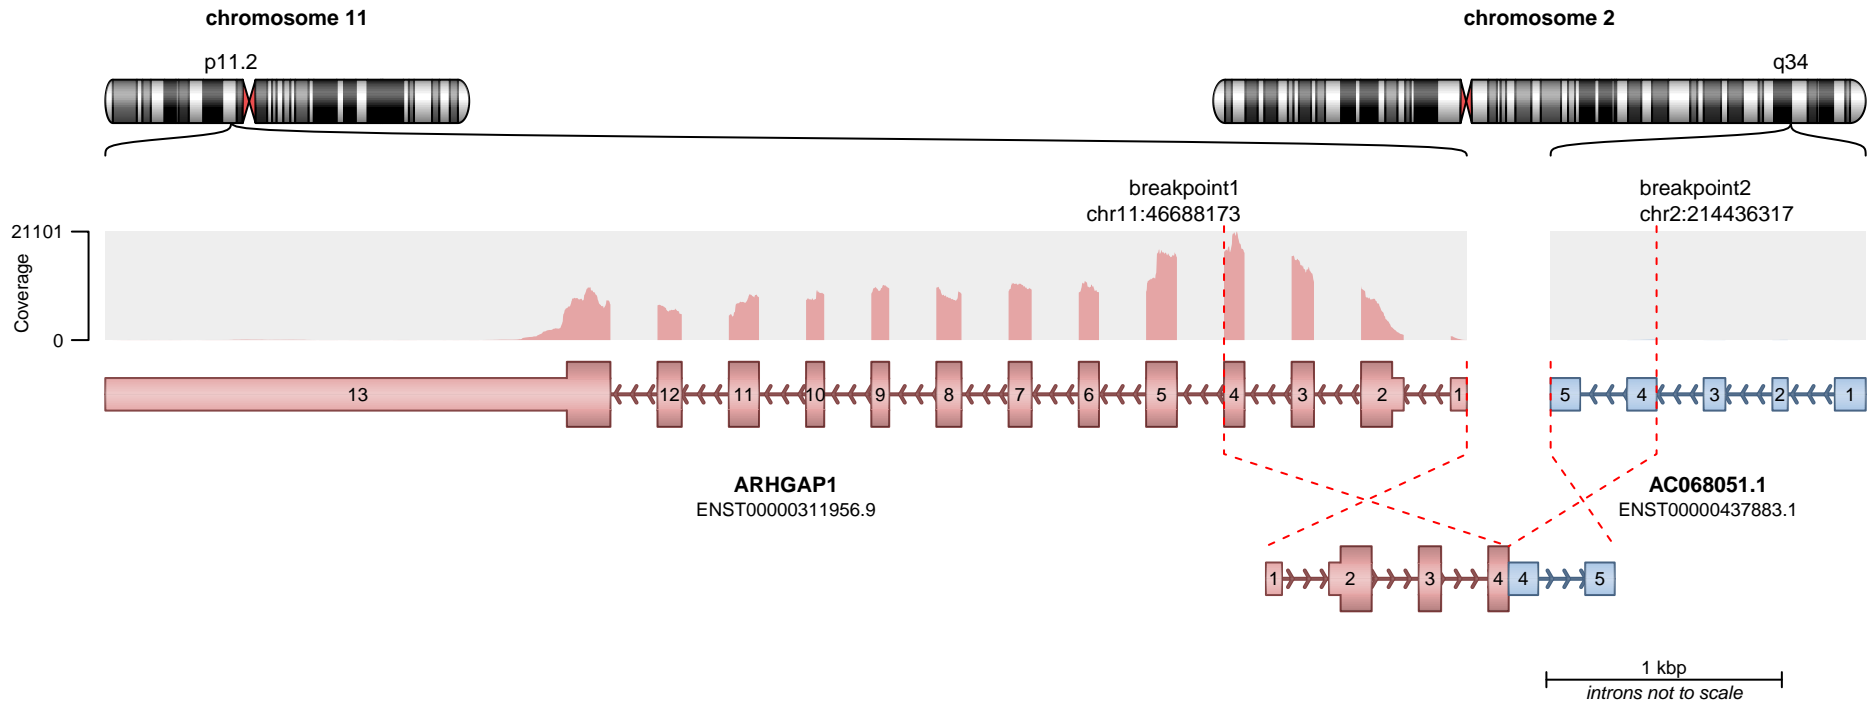 chromosome 11
chromosome 2
p11.2
q34
breakpoint1
chr11:46688173
breakpoint2
chr2:214436317
21101
Coverage
0
13 12 11 10 9 8 7 6 5 4 3 2 1
5 4 3 2 1
ARHGAP1
ENST00000311956.9
AC068051.1
ENST00000437883.1
1 2 3 4 4 5
1 kbp
introns not to scale